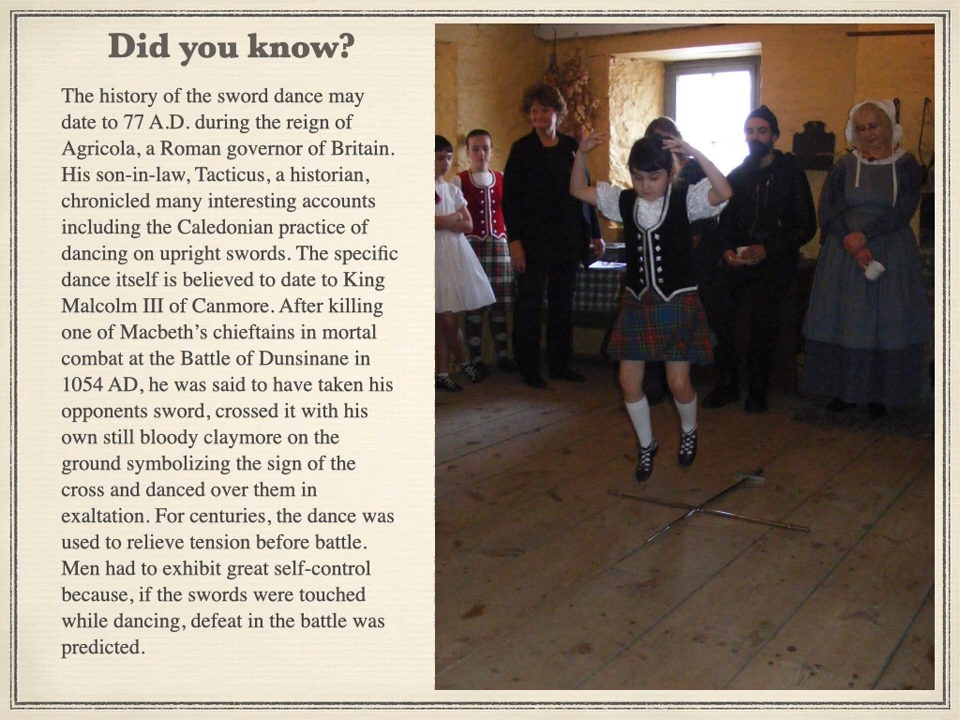 Did you know?
The history of the sword dance may
date to 77 A.D. during the reign of
Agricola, a Roman governor of Britain.
His son-in-law, Tacticus, a historian,
chronicled many interesting accounts
including the Caledonian practice of
dancing on upright swords. The specific
dance itself is believed to date to King
Malcolm III of Canmore. After killing
one of Macbeth's chieftains in mortal
combat at the Battle of Dunsinane in
1054 AD, he was said to have taken his
opponents sword, crossed it with his
own still bloody claymore on the
ground symbolizing the sign of the
cross and danced over them in
exaltation. For centuries, the dance was
used to relieve tension before battle.
Men had to exhibit great self-control
because, if the swords were touched
while dancing, defeat in the battle was
predicted.